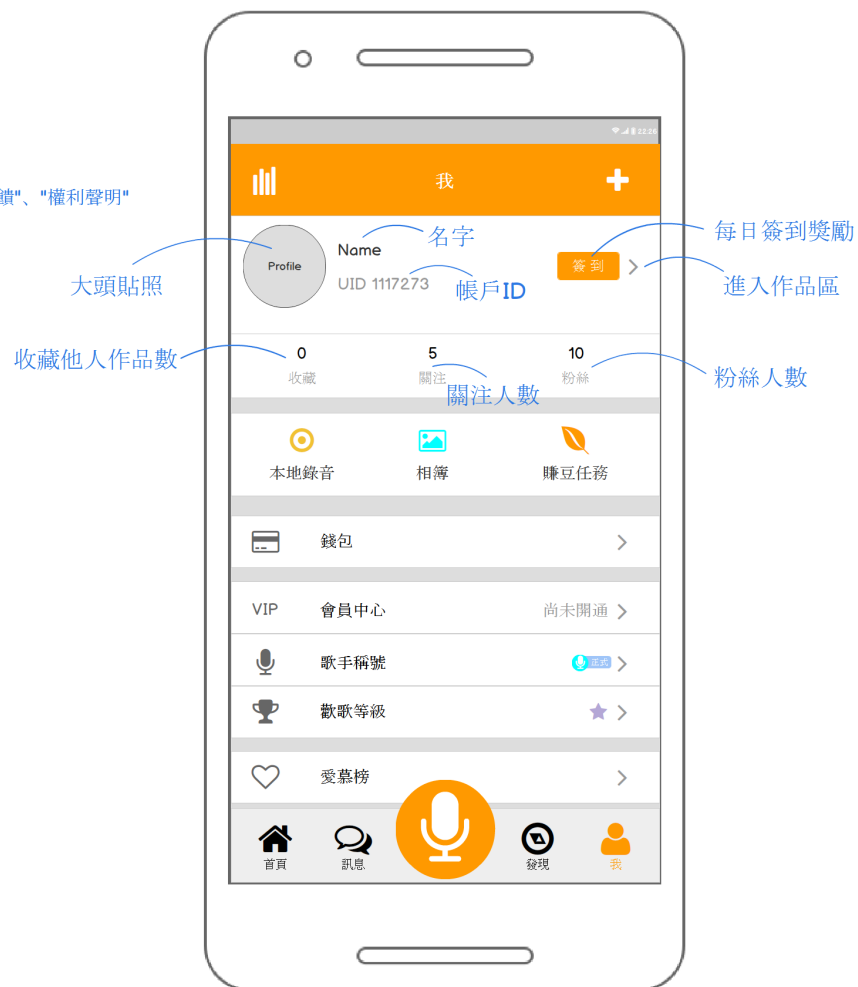 22:26
我
饋"、"權利聲明"
名字
每日簽到獎勵
Name
Profile
簽 到
大頭貼照
UID 1117273
帳戶ID
進入作品區
0
5
10
收藏他人作品數
收藏
關注
粉絲
粉絲人數
關注人數
本地錄音
相簿
賺豆任務
錢包
VIP
會員中心
尚未開通
歌手稱號
正式
歡歌等級
愛慕榜
首頁
訊息
發現
我